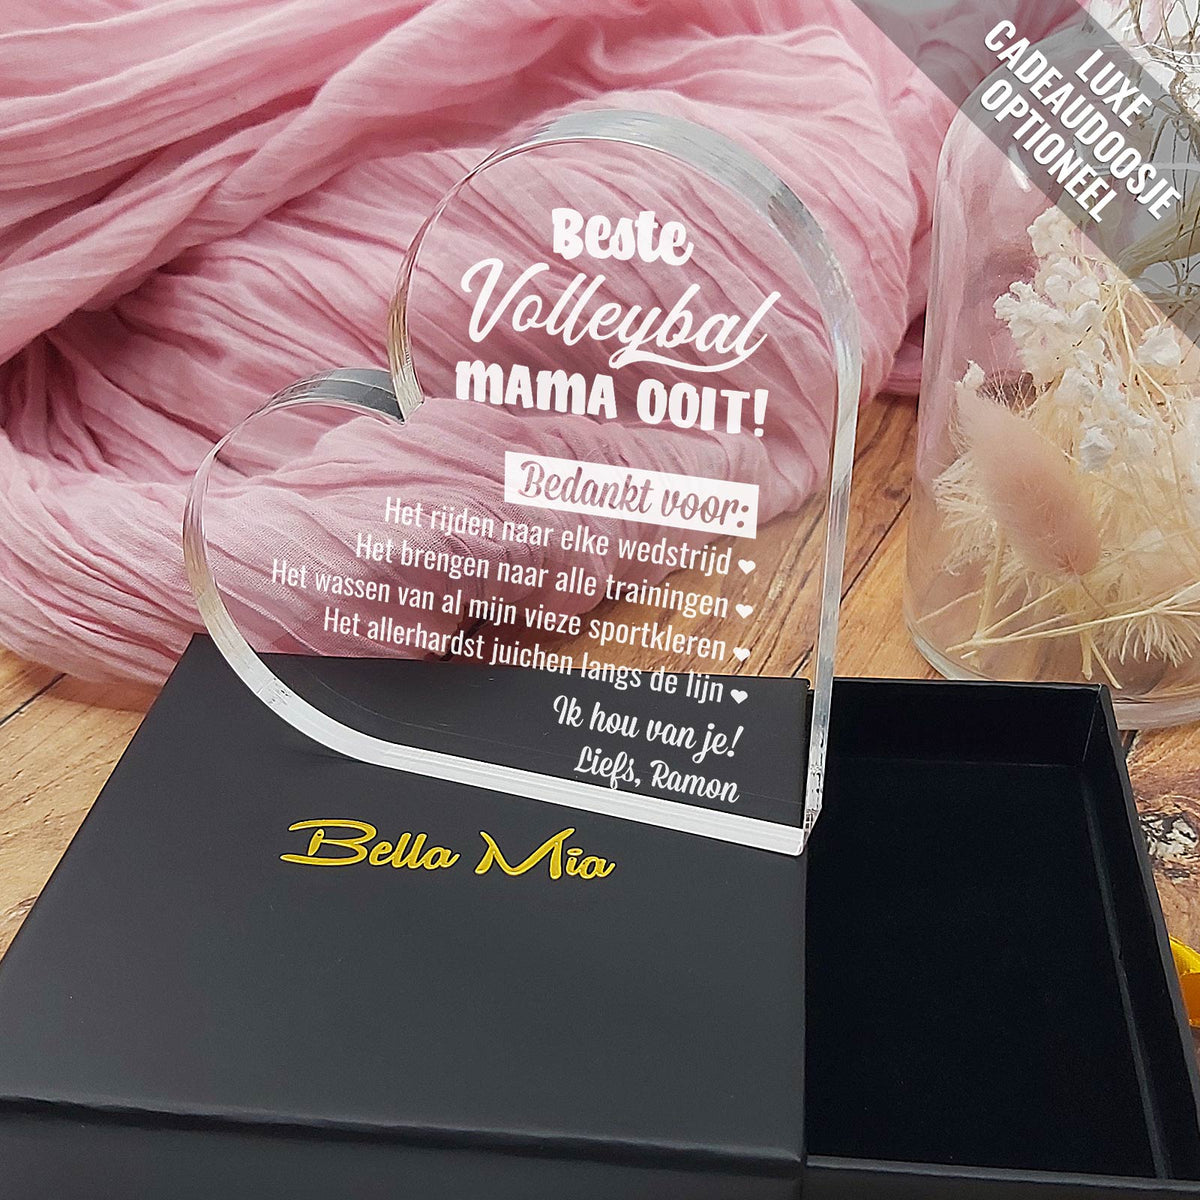 LUXE
CADEAUDOOSJE
OPTIONEEL
Beste
Volleybal
MAMA OOIT!
Bedankt voor:
Het rijden naar elke wedstrijd ♥
Het brengen naar alle trainingen ♥
Het wassen van al mijn vieze sportkleren ♥
Het allerhardst juichen langs de lijn ♥
Ik hou van je!
Liefs, Ramon
Bella Mia